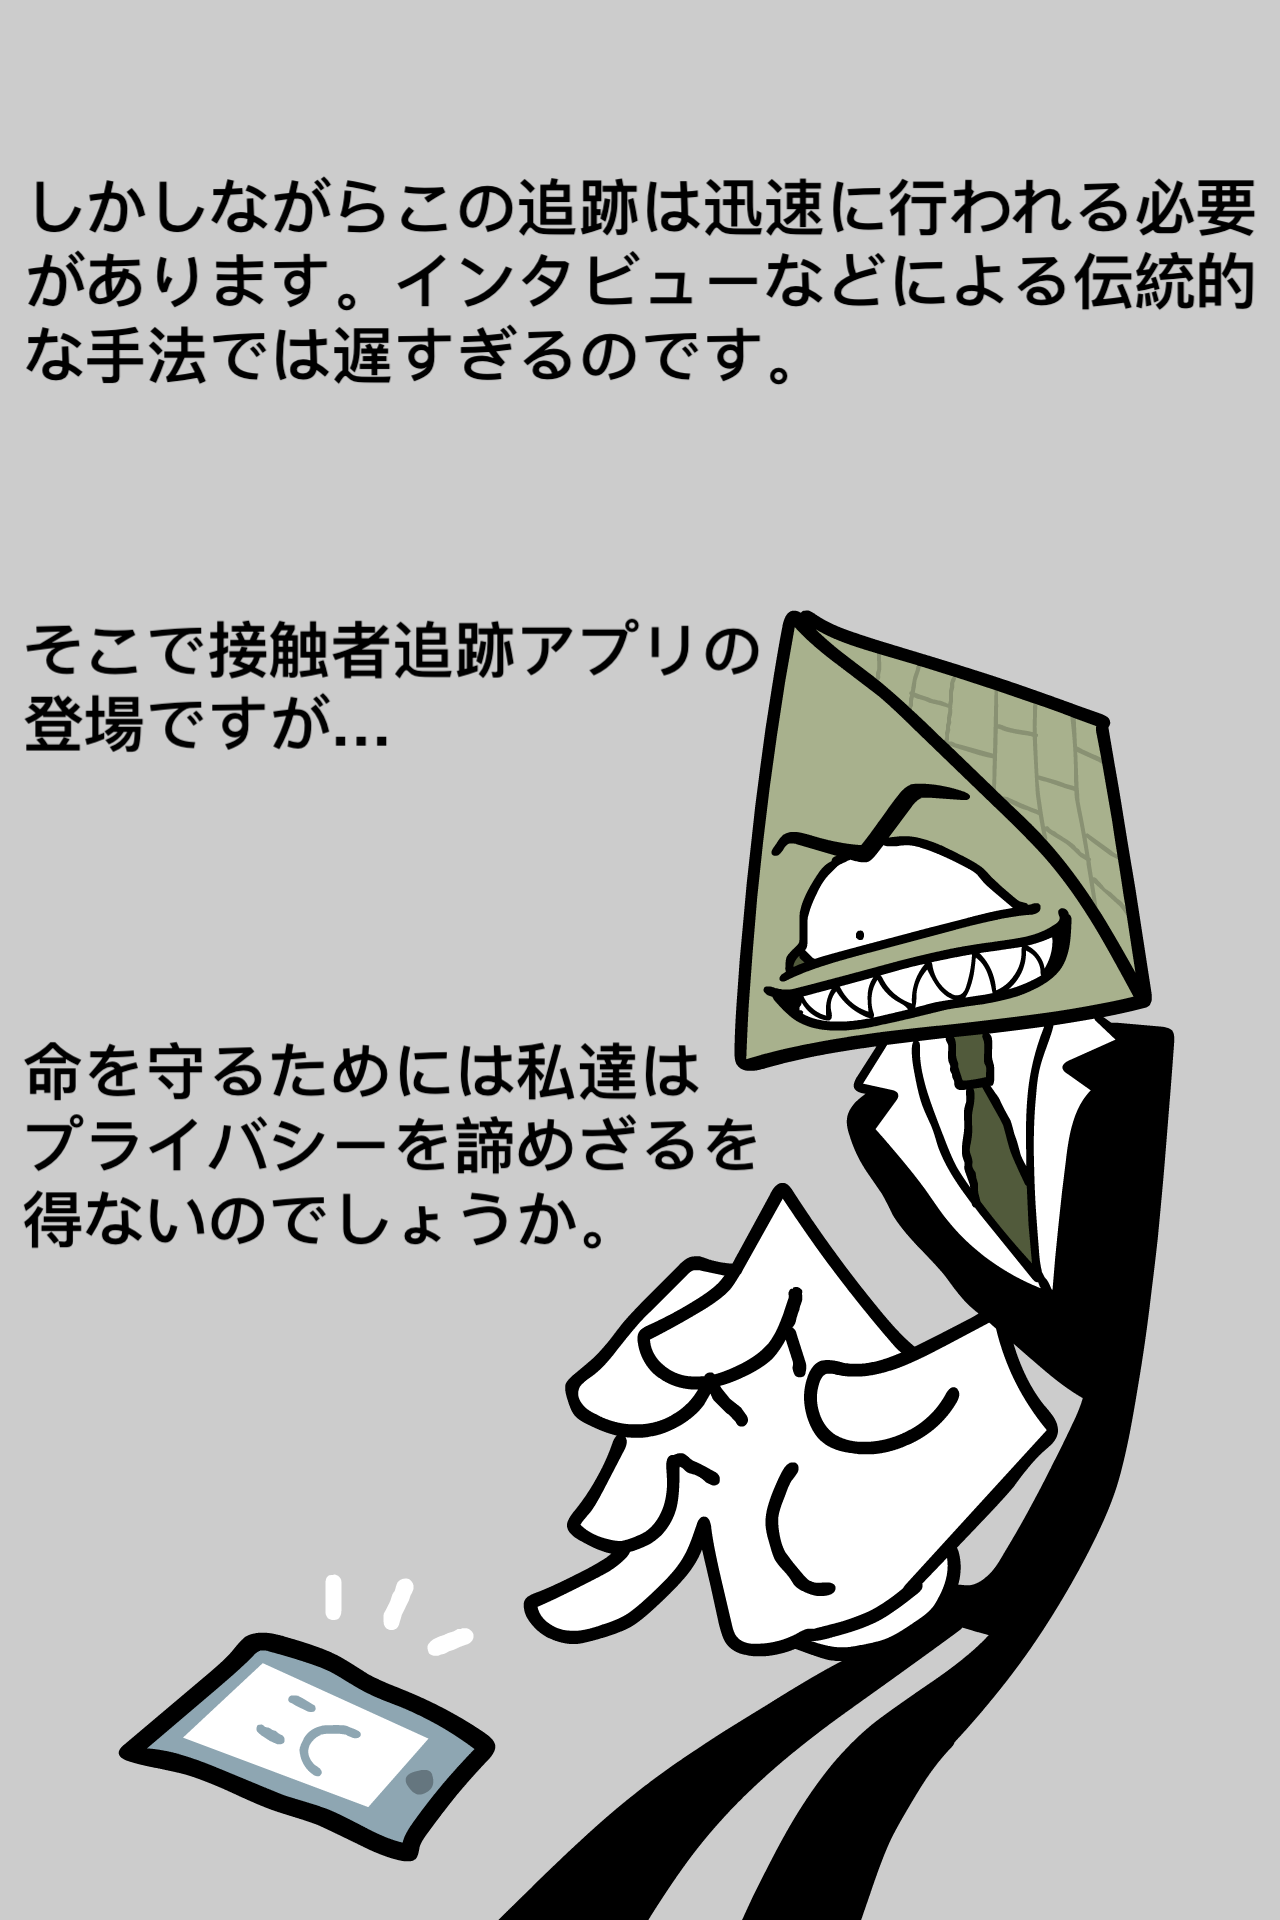 しかしながらこの追跡は迅速に行われる必要
があります。インタビューなどによる伝統的
な手法では遅すぎるのです。
そこで接触者追跡アプリの
登場ですが...
命を守るためには私達は
プライバシーを諦めざるを
得ないのでしょうか。